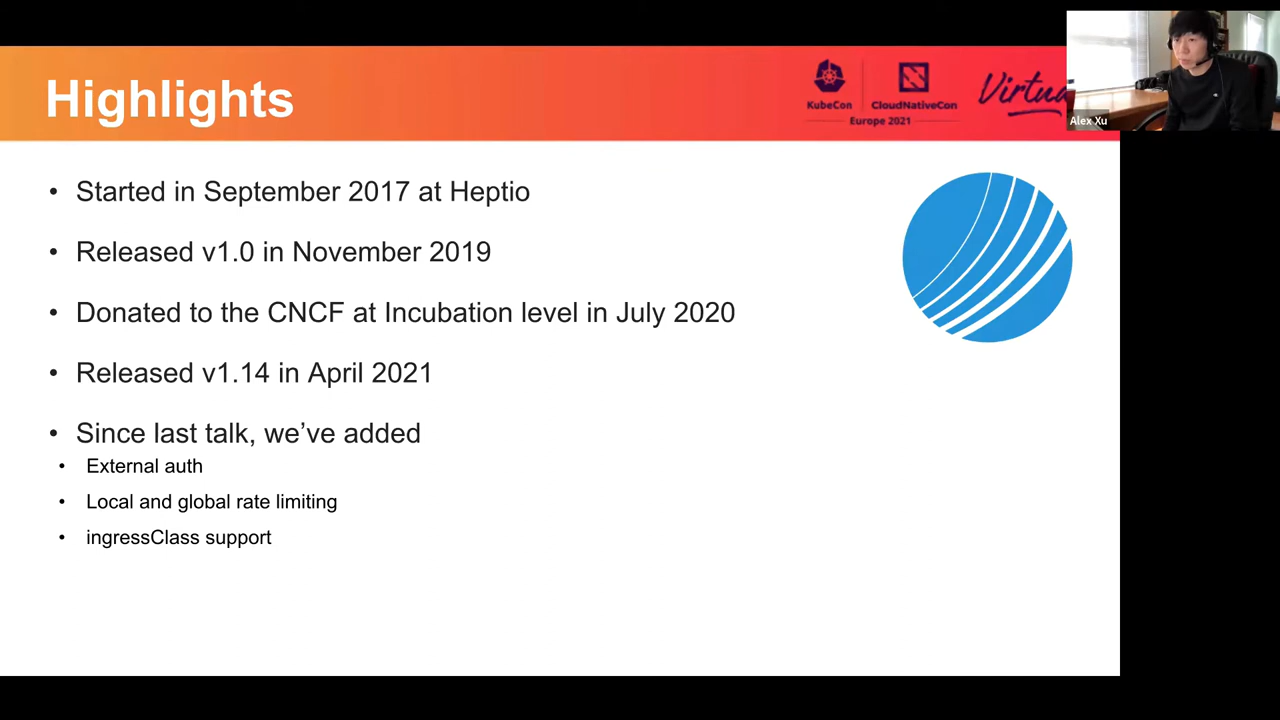 Highlights
KubeCon
CloudNativeCon
Europe 2021
Alex Xu
• Started in September 2017 at Heptio
• Released v1.0 in November 2019
• Donated to the CNCF at Incubation level in July 2020
• Released v1.14 in April 2021
• Since last talk, we’ve added
• External auth
• Local and global rate limiting
• ingressClass support